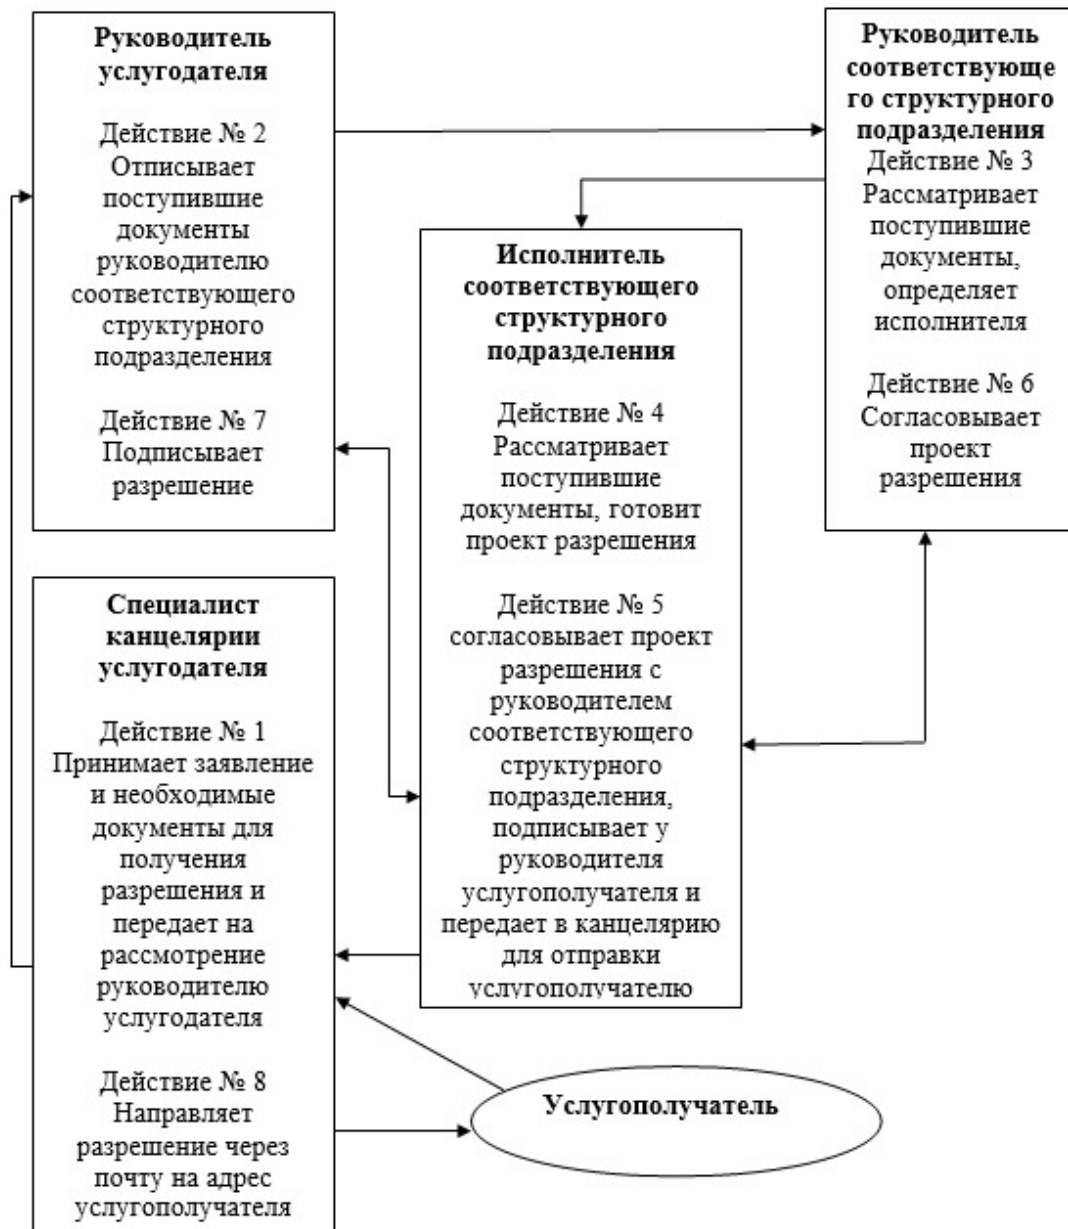 Руководитель
услугодателя
Действие № 2
Отписывает
поступившие
документы
руководителю
соответствующего
структурного
подразделения
Действие № 7
Подписывает
разрешение
Руководитель
соответствующе
го структурного
подразделения
Действие № 3
Рассматривает
поступившие
документы,
определяет
исполнителя
Действие № 6
Согласовывает
проект
разрешения
Исполнитель
соответствующего
структурного
подразделения
Действие № 4
Рассматривает
поступившие
документы, готовит
проект разрешения
Действие № 5
согласовывает проект
разрешения с
руководителем
соответствующего
структурного
подразделения,
подписывает у
руководителя
услугополучателя и
передает в канцелярию
для отправки
услугополучателю
Специалист
канцелярии
услугодателя
Действие № 1
Принимает заявление
и необходимые
документы для
получения
разрешения и
передает на
рассмотрение
руководителю
услугодателя
Действие № 8
Направляет
разрешение через
почту на адрес
услугополучателя
Услугополучатель